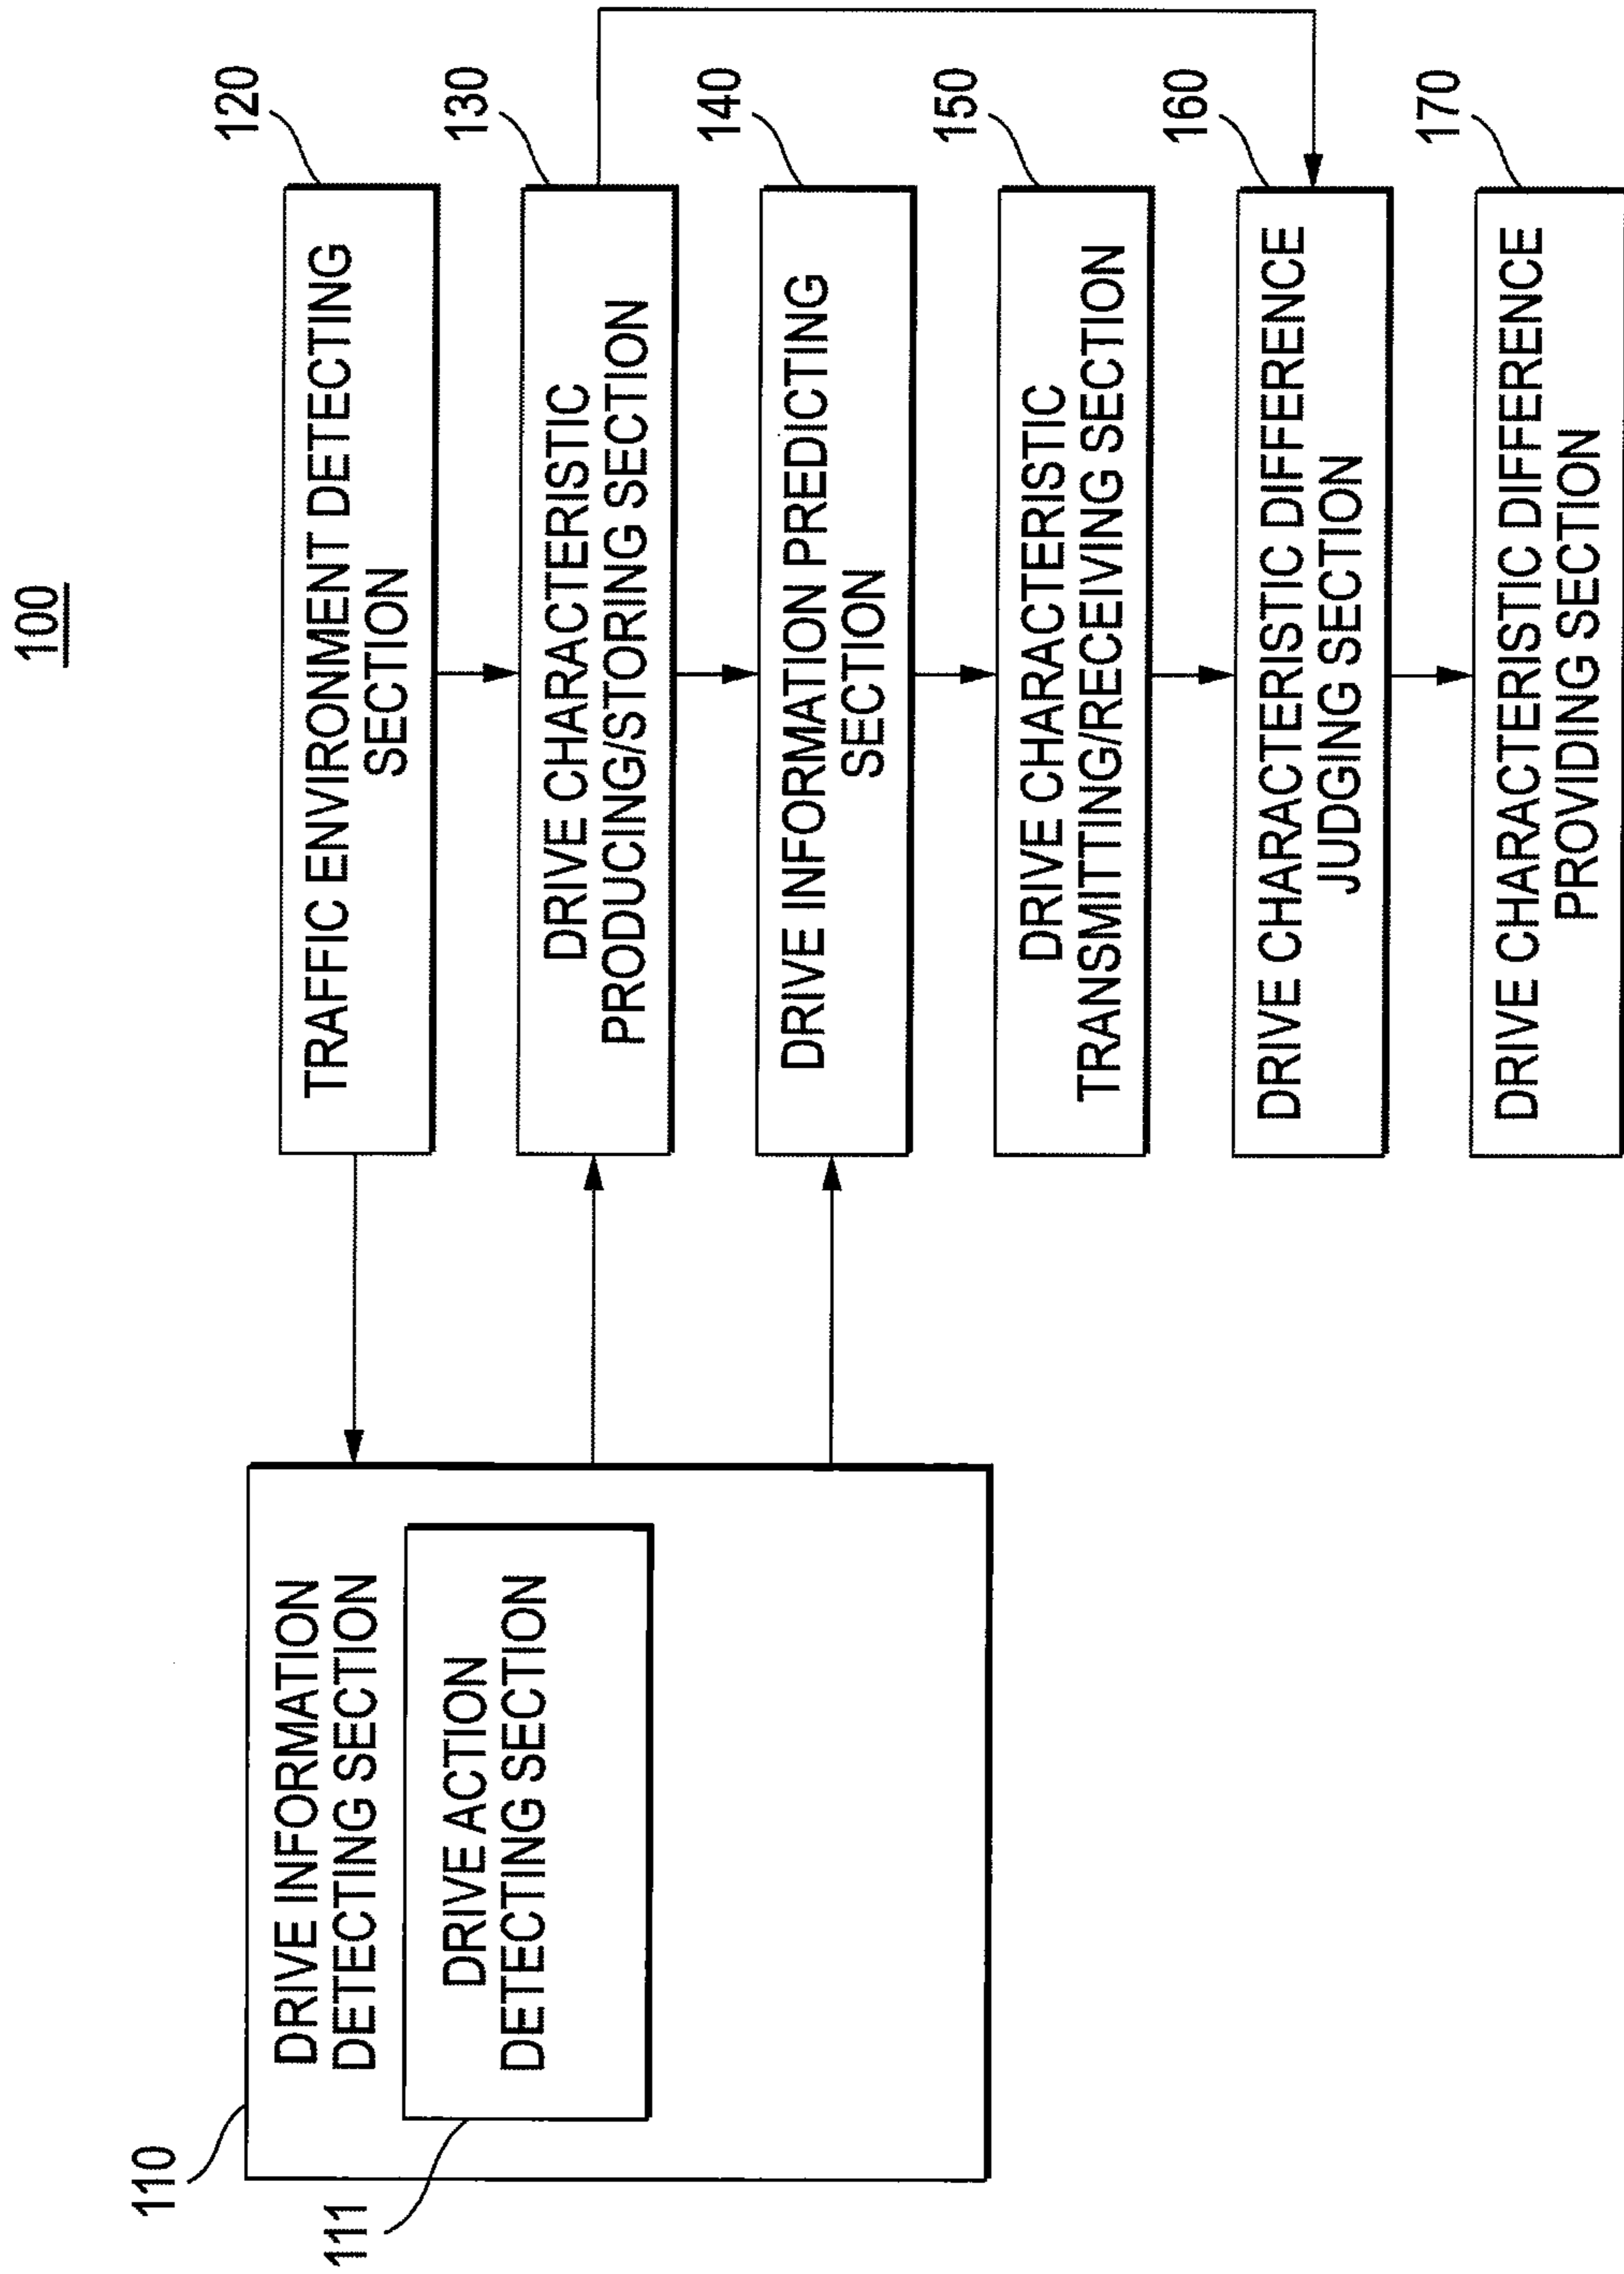 100
110
DRIVE INFORMATION
DETECTING SECTION
111
DRIVE ACTION
DETECTING SECTION
120
TRAFFIC ENVIRONMENT DETECTING
SECTION
130
DRIVE CHARACTERISTIC
PRODUCING/STORING SECTION
140
DRIVE INFORMATION PREDICTING
SECTION
150
DRIVE CHARACTERISTIC
TRANSMITTING/RECEIVING SECTION
160
DRIVE CHARACTERISTIC DIFFERENCE
JUDGING SECTION
170
DRIVE CHARACTERISTIC DIFFERENCE
PROVIDING SECTION